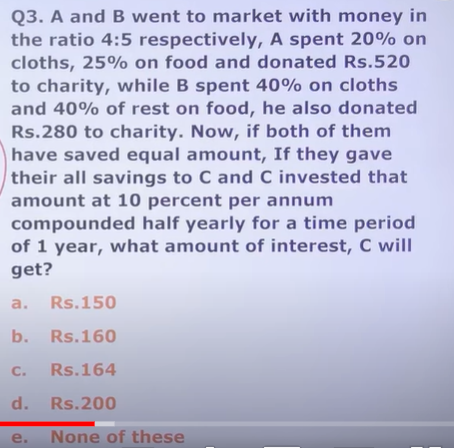 Q3. A and B went to market with money in
the ratio 4:5 respectively, A spent 20% on
cloths, 25% on food and donated Rs.520
to charity, while B spent 40% on cloths
and 40% of rest on food, he also donated
Rs.280 to charity. Now, if both of them
have saved equal amount, If they gave
their all savings to C and C invested that
amount at 10 percent per annum
compounded half yearly for a time period
of 1 year, what amount of interest, C will
get?
a. Rs.150
b. Rs.160
c. Rs.164
d. Rs.200
e. None of these